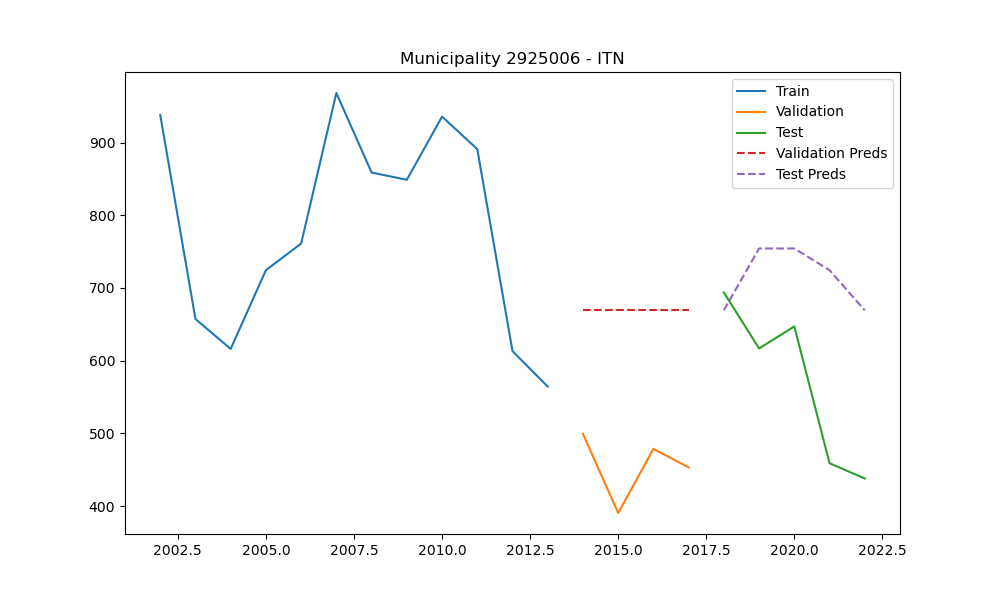 Municipality 2925006 - ITN
Train
Validation
Test
Validation Preds
Test Preds
900
800
700
600
500
400
2002.5 2005.0 2007.5 2010.0 2012.5 2015.0 2017.5 2020.0 2022.5